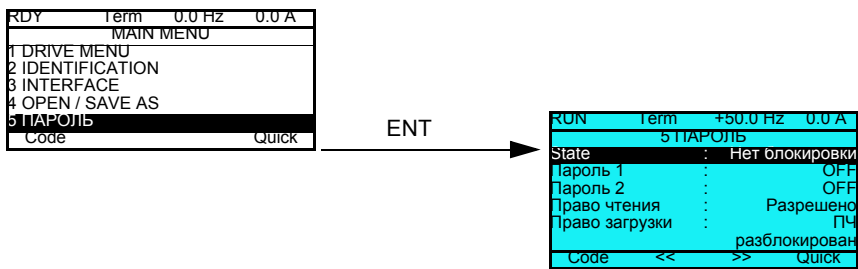 RDY Term 0.0 Hz 0.0 A
MAIN MENU
1 DRIVE MENU
2 IDENTIFICATION
3 INTERFACE
4 OPEN / SAVE AS
5 ПАРОЛЬ
Code Quick
ENT
RUN Term +50.0 Hz 0.0 A
5 ПАРОЛЬ
State : Нет блокировки
Пароль 1 : OFF
Пароль 2 : OFF
Право чтения : Разрешено
Право загрузки : ПЧ
разблокирован
Code << >> Quick